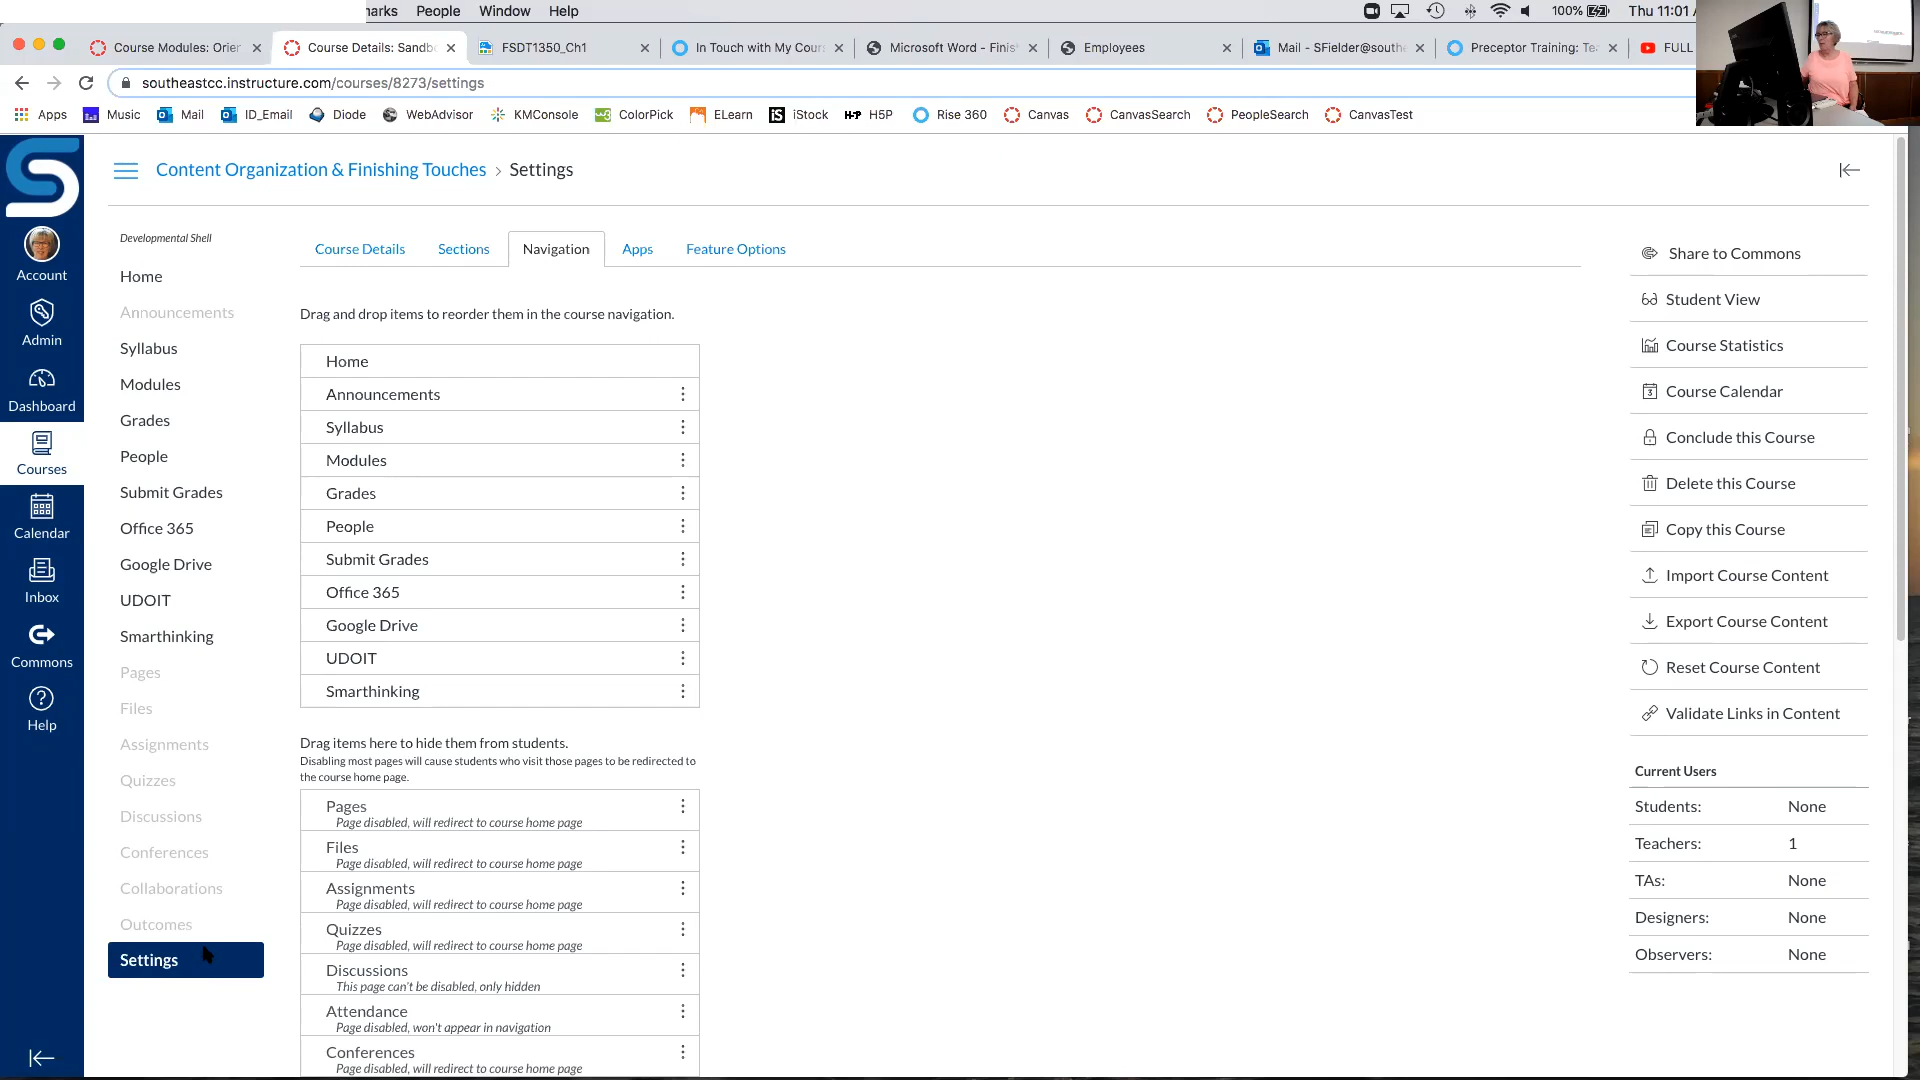 marks People Window Help 100% Thu 11:01
Course Modules: Orien
Course Details: Sandbo
FSDT1350_Ch1
In Touch with My Cour
Microsoft Word - Finis
Employees
Mail - SFielder@southe
Preceptor Training: Te
FULL
southeastcc.instructure.com/courses/8273/settings
Apps Music Mail ID_Email Diode WebAdvisor KMConsole ColorPick ELearn iStock H5P Rise 360 Canvas CanvasSearch PeopleSearch CanvasTest
Content Organization & Finishing Touches > Settings
Account
Admin
Dashboard
Courses
Calendar
Inbox
Commons
Help
Developmental Shell
Home
Announcements
Syllabus
Modules
Grades
People
Submit Grades
Office 365
Google Drive
UDOIT
Smarthinking
Pages
Files
Assignments
Quizzes
Discussions
Conferences
Collaborations
Outcomes
Settings
Course Details Sections Navigation Apps Feature Options
Drag and drop items to reorder them in the course navigation.
Home
Announcements
Syllabus
Modules
Grades
People
Submit Grades
Office 365
Google Drive
UDOIT
Smarthinking
Drag items here to hide them from students.
Disabling most pages will cause students who visit those pages to be redirected to
the course home page.
Pages
Page disabled, will redirect to course home page
Files
Page disabled, will redirect to course home page
Assignments
Page disabled, will redirect to course home page
Quizzes
Page disabled, will redirect to course home page
Discussions
This page can't be disabled, only hidden
Attendance
Page disabled, won't appear in navigation
Conferences
Page disabled, will redirect to course home page
Share to Commons
Student View
Course Statistics
Course Calendar
Conclude this Course
Delete this Course
Copy this Course
Import Course Content
Export Course Content
Reset Course Content
Validate Links in Content
Current Users
Students: None
Teachers: 1
TAs: None
Designers: None
Observers: None